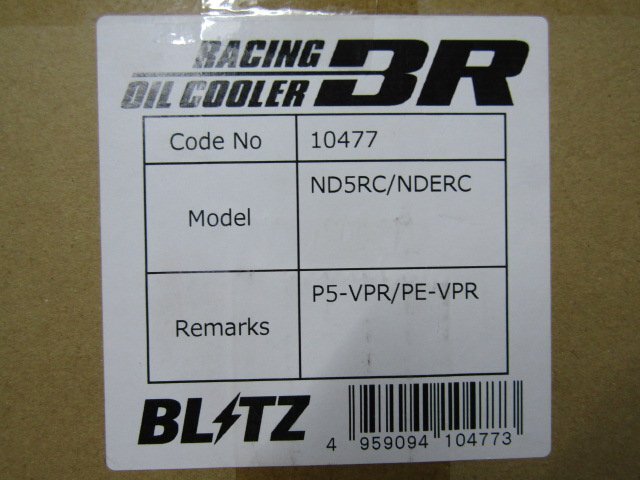 RACING
OIL COOLER BR
Code No 10477
Model ND5RC/NDERC
Remarks P5-VPR/PE-VPR
BLITZ
4 959094 104773